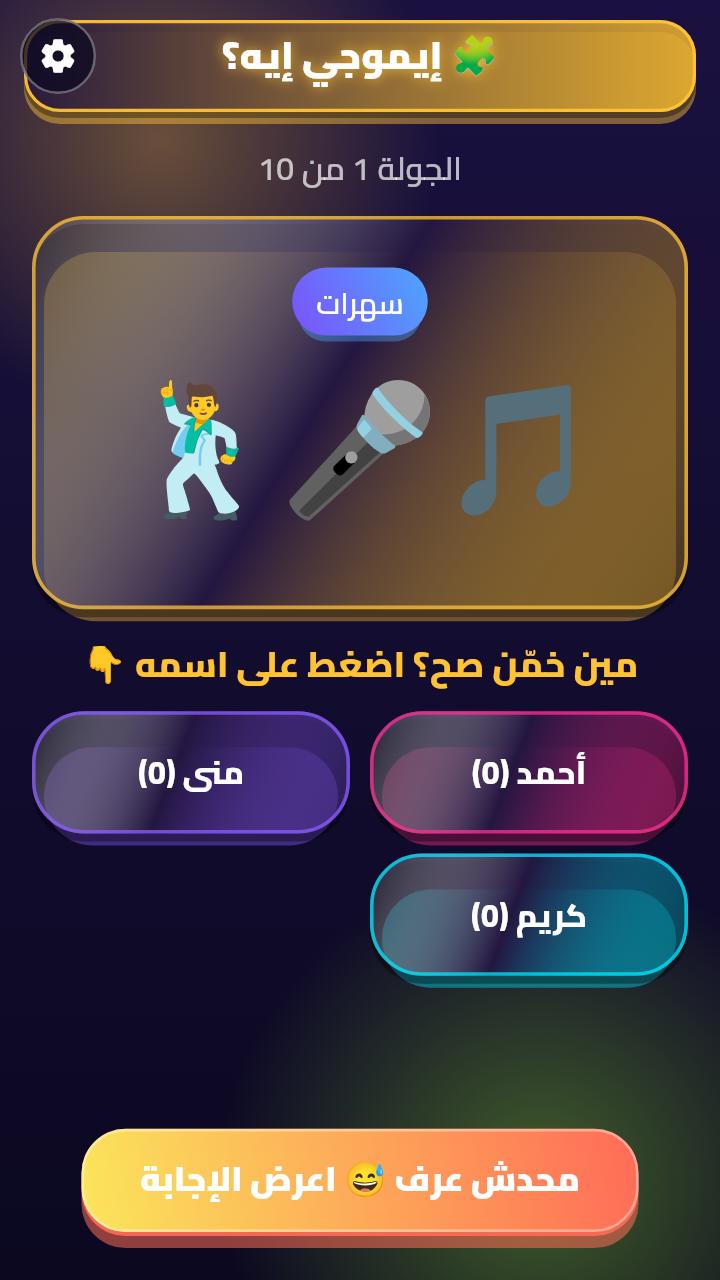 🧩 إيموجي إيه؟
الجولة 1 من 10
سهرات
مين خمّن صح؟ اضغط على اسمه 👇
أحمد (0)
منى (0)
كريم (0)
محدش عرف 😅 اعرض الإجابة